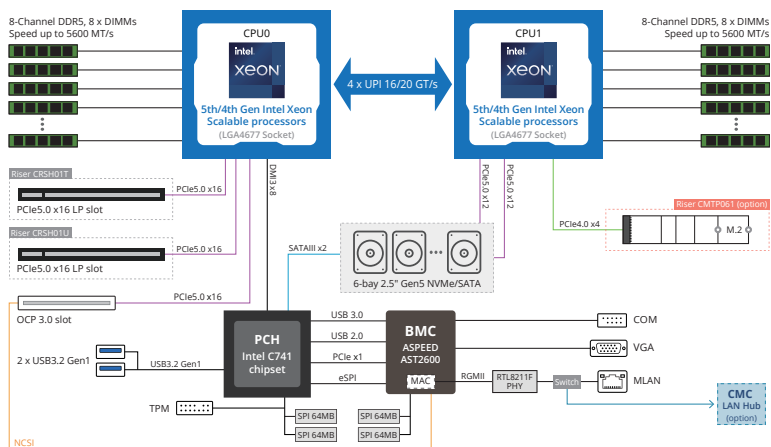 8-Channel DDR5, 8 x DIMMs
Speed up to 5600 MT/s
CPU0
intel.
xeon
5th/4th Gen Intel Xeon
Scalable processors
(LGA4677 Socket)
4 x UPI 16/20 GT/s
CPU1
intel.
xeon
5th/4th Gen Intel Xeon
Scalable processors
(LGA4677 Socket)
8-Channel DDR5, 8 x DIMMs
Speed up to 5600 MT/s
Riser CRSH01T
PCIe5.0 x16 LP slot
PCIe5.0 x16
Riser CRSH01U
PCIe5.0 x16 LP slot
PCIe5.0 x16
OCP 3.0 slot
PCIe5.0 x16
DMI3 x8
SATAIII x2
PCIe5.0 x12
PCIe5.0 x12
6-bay 2.5" Gen5 NVMe/SATA
PCIe4.0 x4
Riser CMTP061 (option)
M.2
2 x USB3.2 Gen1
USB3.2 Gen1
PCH
Intel C741
chipset
USB 3.0
USB 2.0
PCIe x1
eSPI
BMC
ASPEED
AST2600
MAC
COM
VGA
RGMII
RTL8211F
PHY
Switch
MLAN
CMC
LAN Hub
(option)
TPM
SPI 64MB
SPI 64MB
SPI 64MB
SPI 64MB
NCSI